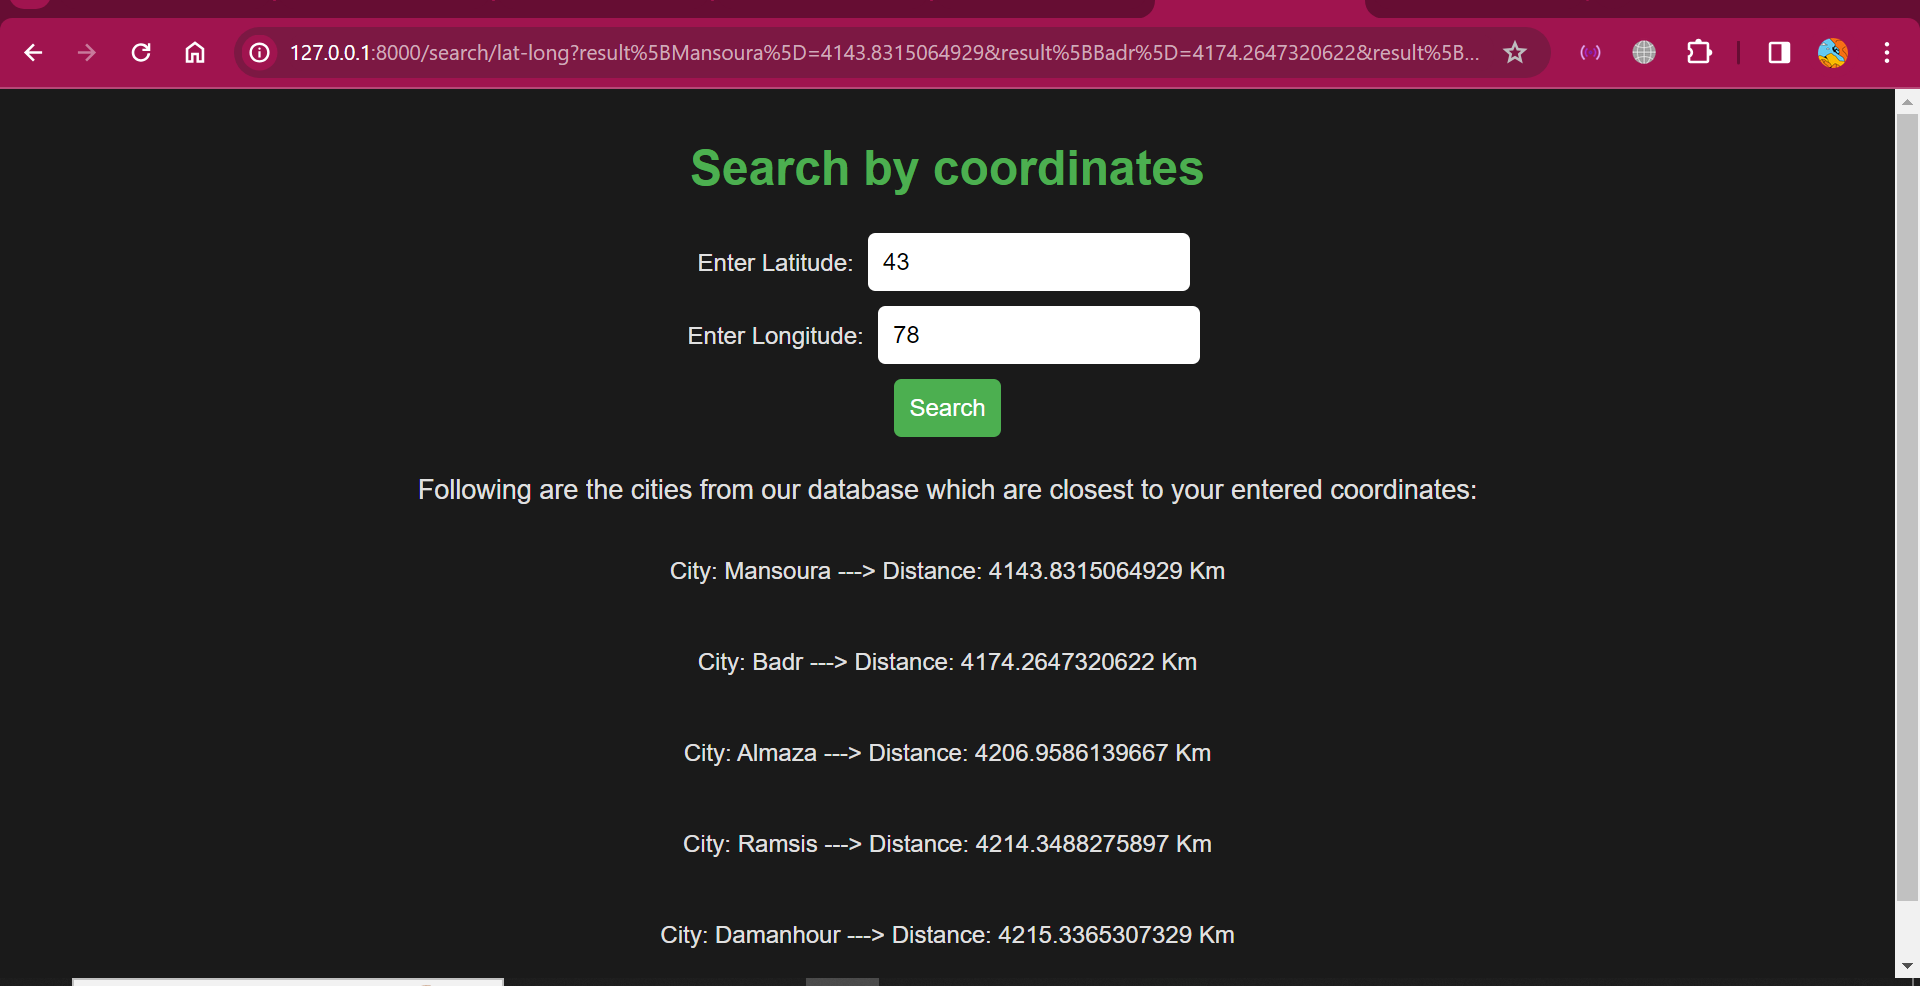 127.0.0.1:8000/search/lat-long?result%5BMansoura%5D=4143.8315064929&result%5BBadr%5D=4174.2647320622&result%5B...
Search by coordinates
Enter Latitude: 43
Enter Longitude: 78
Search
Following are the cities from our database which are closest to your entered coordinates:
City: Mansoura ---> Distance: 4143.8315064929 Km
City: Badr ---> Distance: 4174.2647320622 Km
City: Almaza ---> Distance: 4206.9586139667 Km
City: Ramsis ---> Distance: 4214.3488275897 Km
City: Damanhour ---> Distance: 4215.3365307329 Km